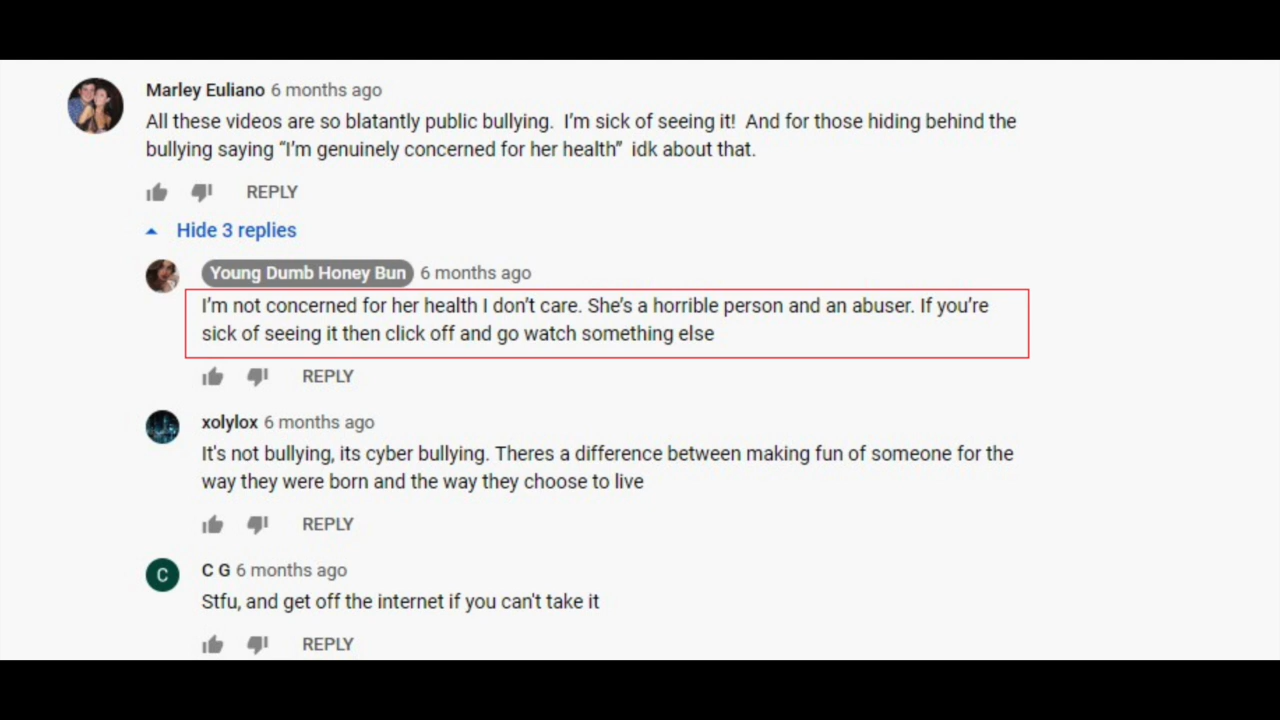 Marley Euliano 6 months ago
All these videos are so blatantly public bullying.  I'm sick of seeing it!  And for those hiding behind the
bullying saying “I'm genuinely concerned for her health”  idk about that.
REPLY
Hide 3 replies
Young Dumb Honey Bun 6 months ago
I'm not concerned for her health I don't care. She's a horrible person and an abuser. If you're
sick of seeing it then click off and go watch something else
REPLY
xolylox 6 months ago
It's not bullying, its cyber bullying. Theres a difference between making fun of someone for the
way they were born and the way they choose to live
REPLY
C
C G 6 months ago
Stfu, and get off the internet if you can't take it
REPLY